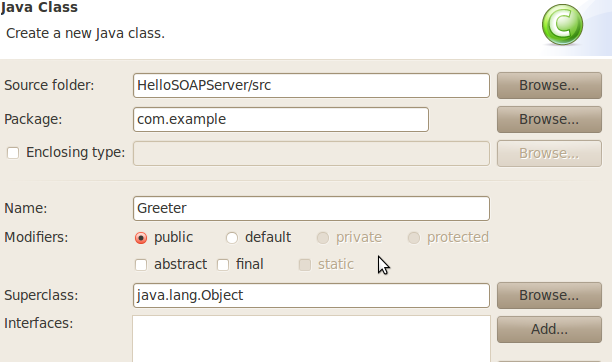 Java Class
Create a new Java class.
C
Source folder: HelloSOAPServer/src Browse...
Package: com.example Browse...
Enclosing type: Browse...
Name: Greeter
Modifiers: public default private protected
abstract final static
Superclass: java.lang.Object Browse...
Interfaces: Add...